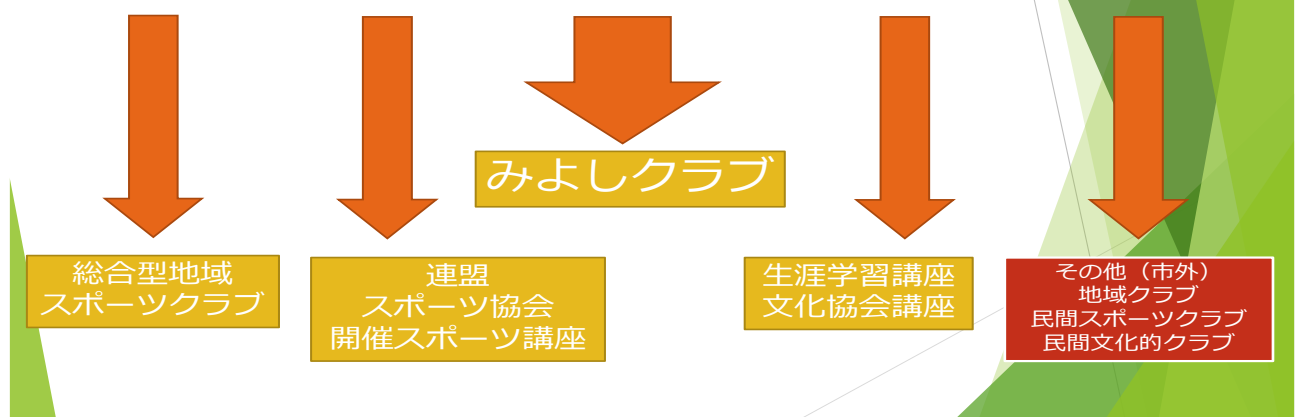 みよしクラブ
総合型地域
スポーツクラブ
連盟
スポーツ協会
開催スポーツ講座
生涯学習講座
文化協会講座
その他（市外）
地域クラブ
民間スポーツクラブ
民間文化的クラブ